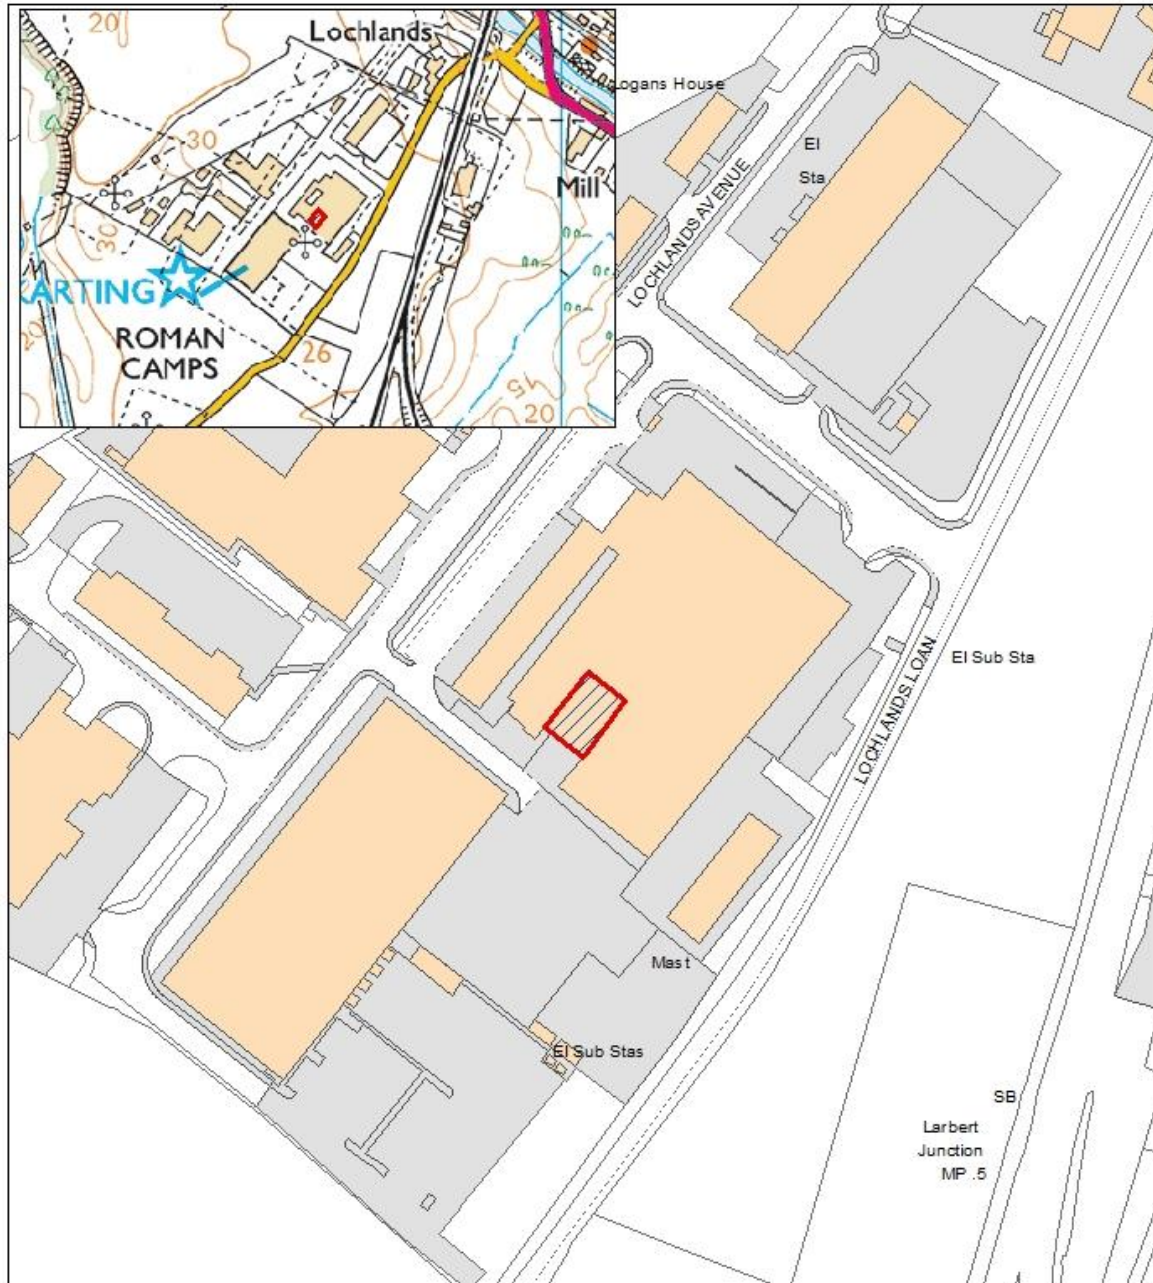 20
Lochlands
30
Mill
30
KARTING
ROMAN
CAMPS
20
26
15
20
Logans House
El
Sta
LOCHLANDS AVENUE
El Sub Sta
LOCHLANDS LOAN
Mast
El Sub Stas
SB
Larbert
Junction
MP .5